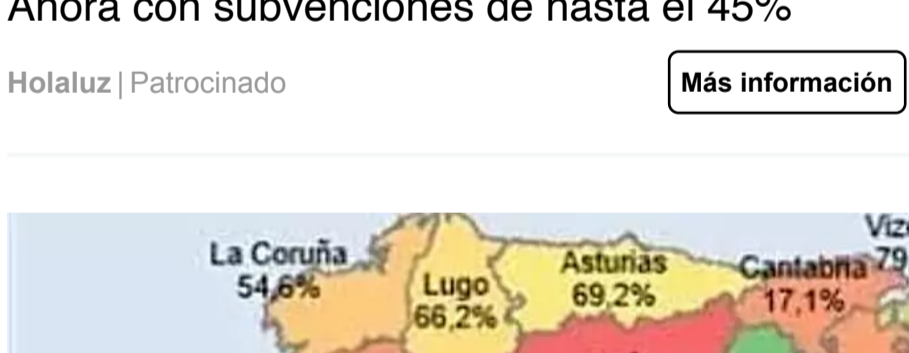 Ahora con subvenciones de hasta el 45%
Holaluz | Patrocinado
Más información
La Coruña
54,6%
Lugo
66,2%
Asturias
69,2%
Cantabria
17,1%
79